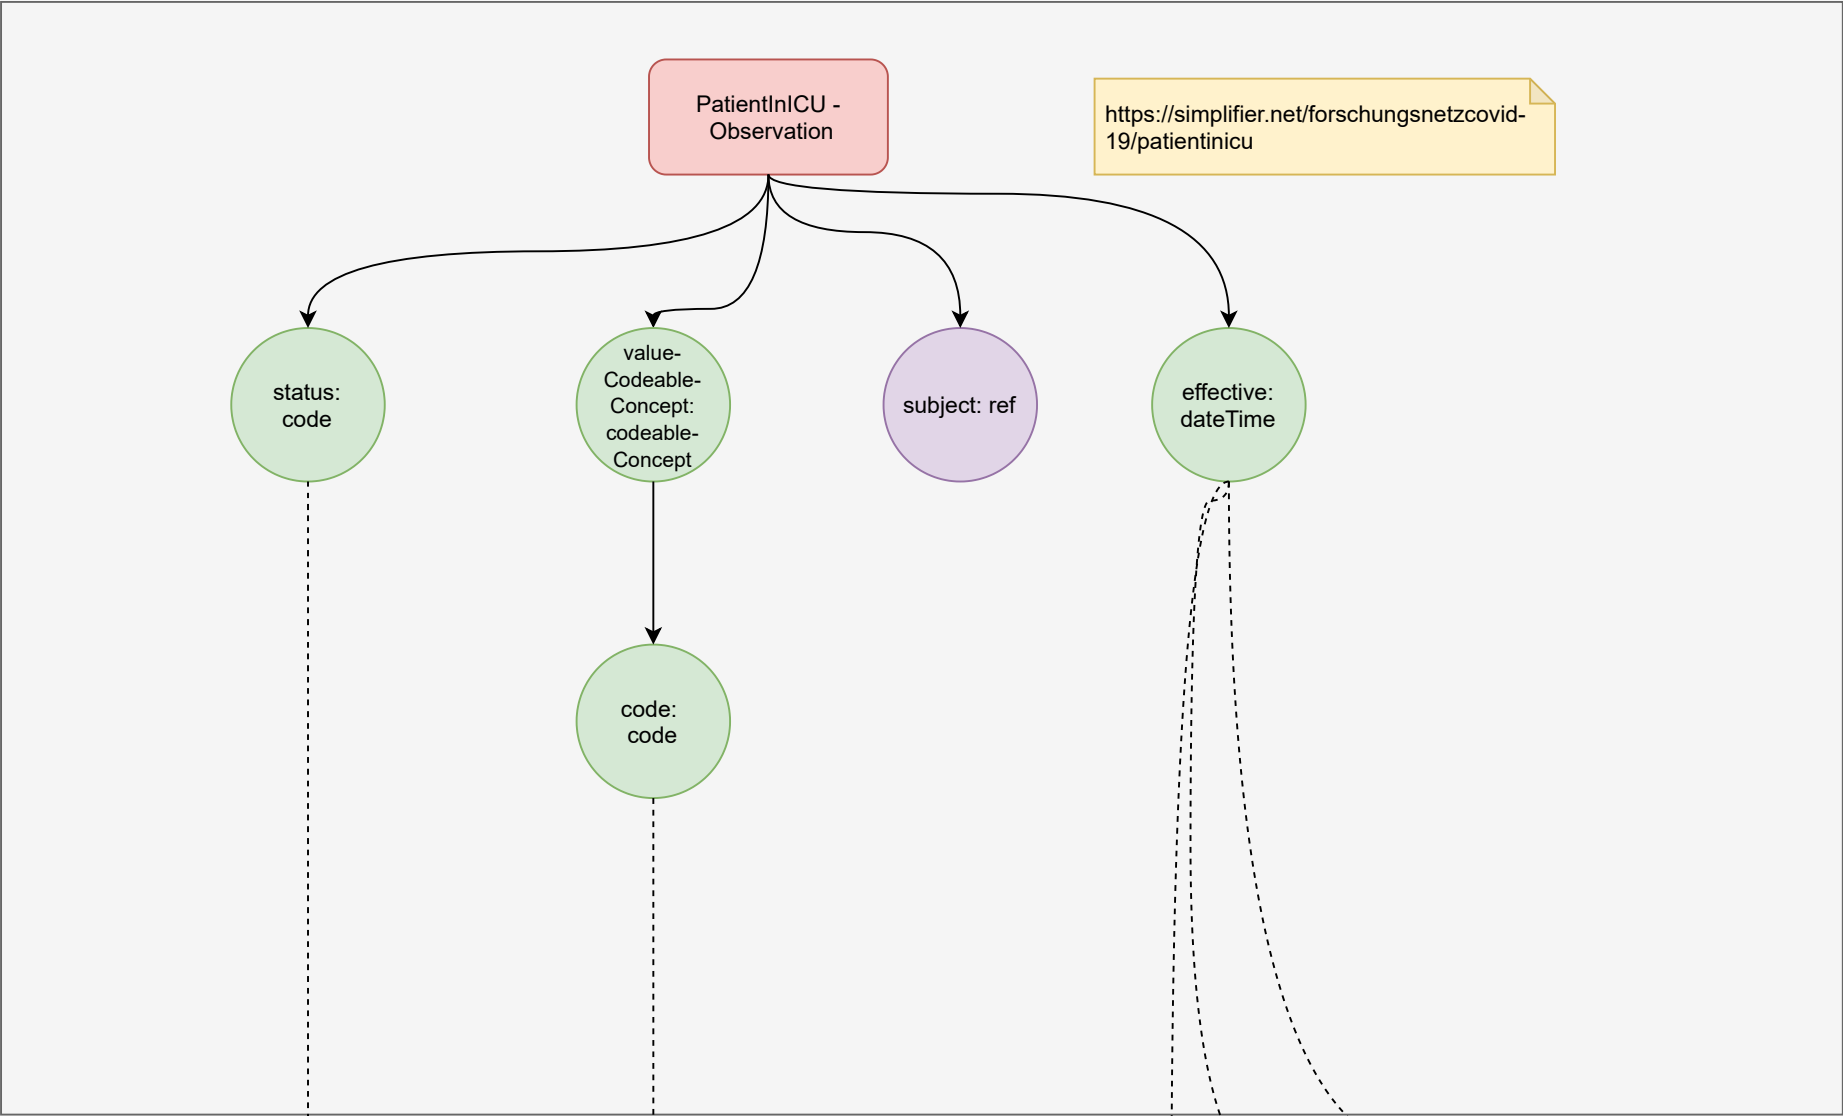 PatientInICU -
Observation
https://simplifier.net/forschungsnetzcovid-
19/patientinicu
status:
code
value-
Codeable-
Concept:
codeable-
Concept
subject: ref
effective:
dateTime
code:
code